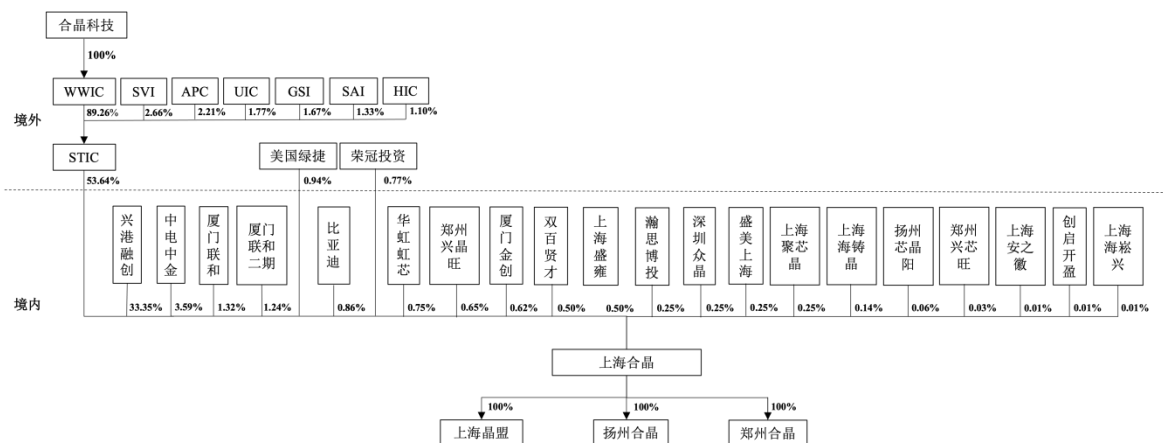 合晶科技
100%
WWIC
SVI
APC
UIC
GSI
SAI
HIC
89.26%
2.66%
2.21%
1.77%
1.67%
1.33%
1.10%
境外
STIC
美国绿捷
荣冠投资
53.64%
0.94%
0.77%
兴港融创
中电中金
厦门联和
厦门联和二期
比亚迪
华虹虹芯
郑州兴晶旺
厦门金创
双百贤才
上海盛雍
瀚思博投
深圳众晶
盛美上海
上海聚芯晶
上海海铸晶
扬州芯晶阳
郑州兴芯旺
上海安之徽
创启开盈
上海海崧兴
境内
33.35%
3.59%
1.32%
1.24%
0.86%
0.75%
0.65%
0.62%
0.50%
0.50%
0.25%
0.25%
0.25%
0.25%
0.14%
0.06%
0.03%
0.01%
0.01%
0.01%
上海合晶
100%
100%
100%
上海晶盟
扬州合晶
郑州合晶